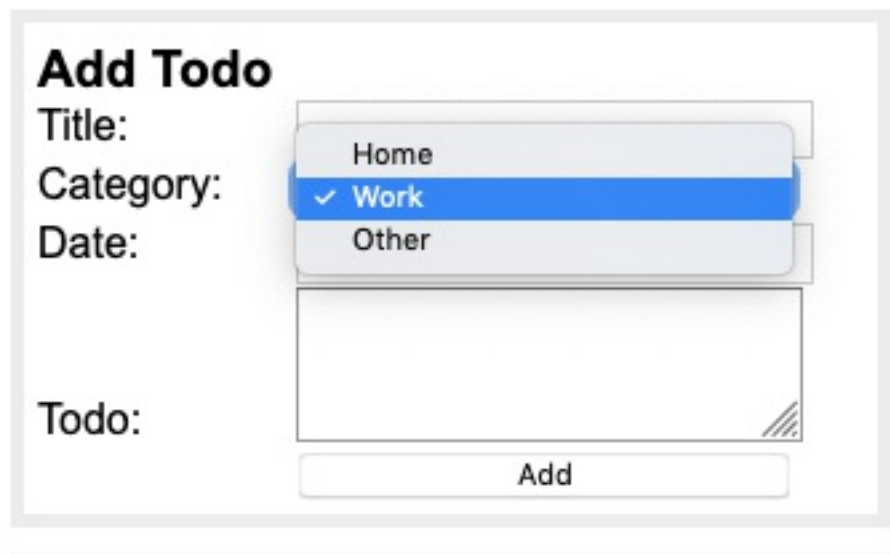 Add Todo
Title:
Home
Category:
✓ Work
Date:
Other
Todo:
Add